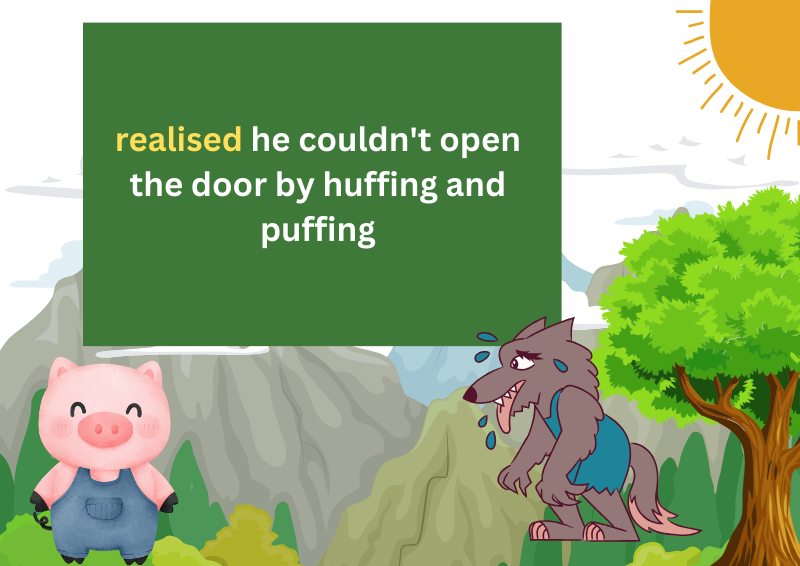 realised he couldn't open
the door by huffing and
puffing